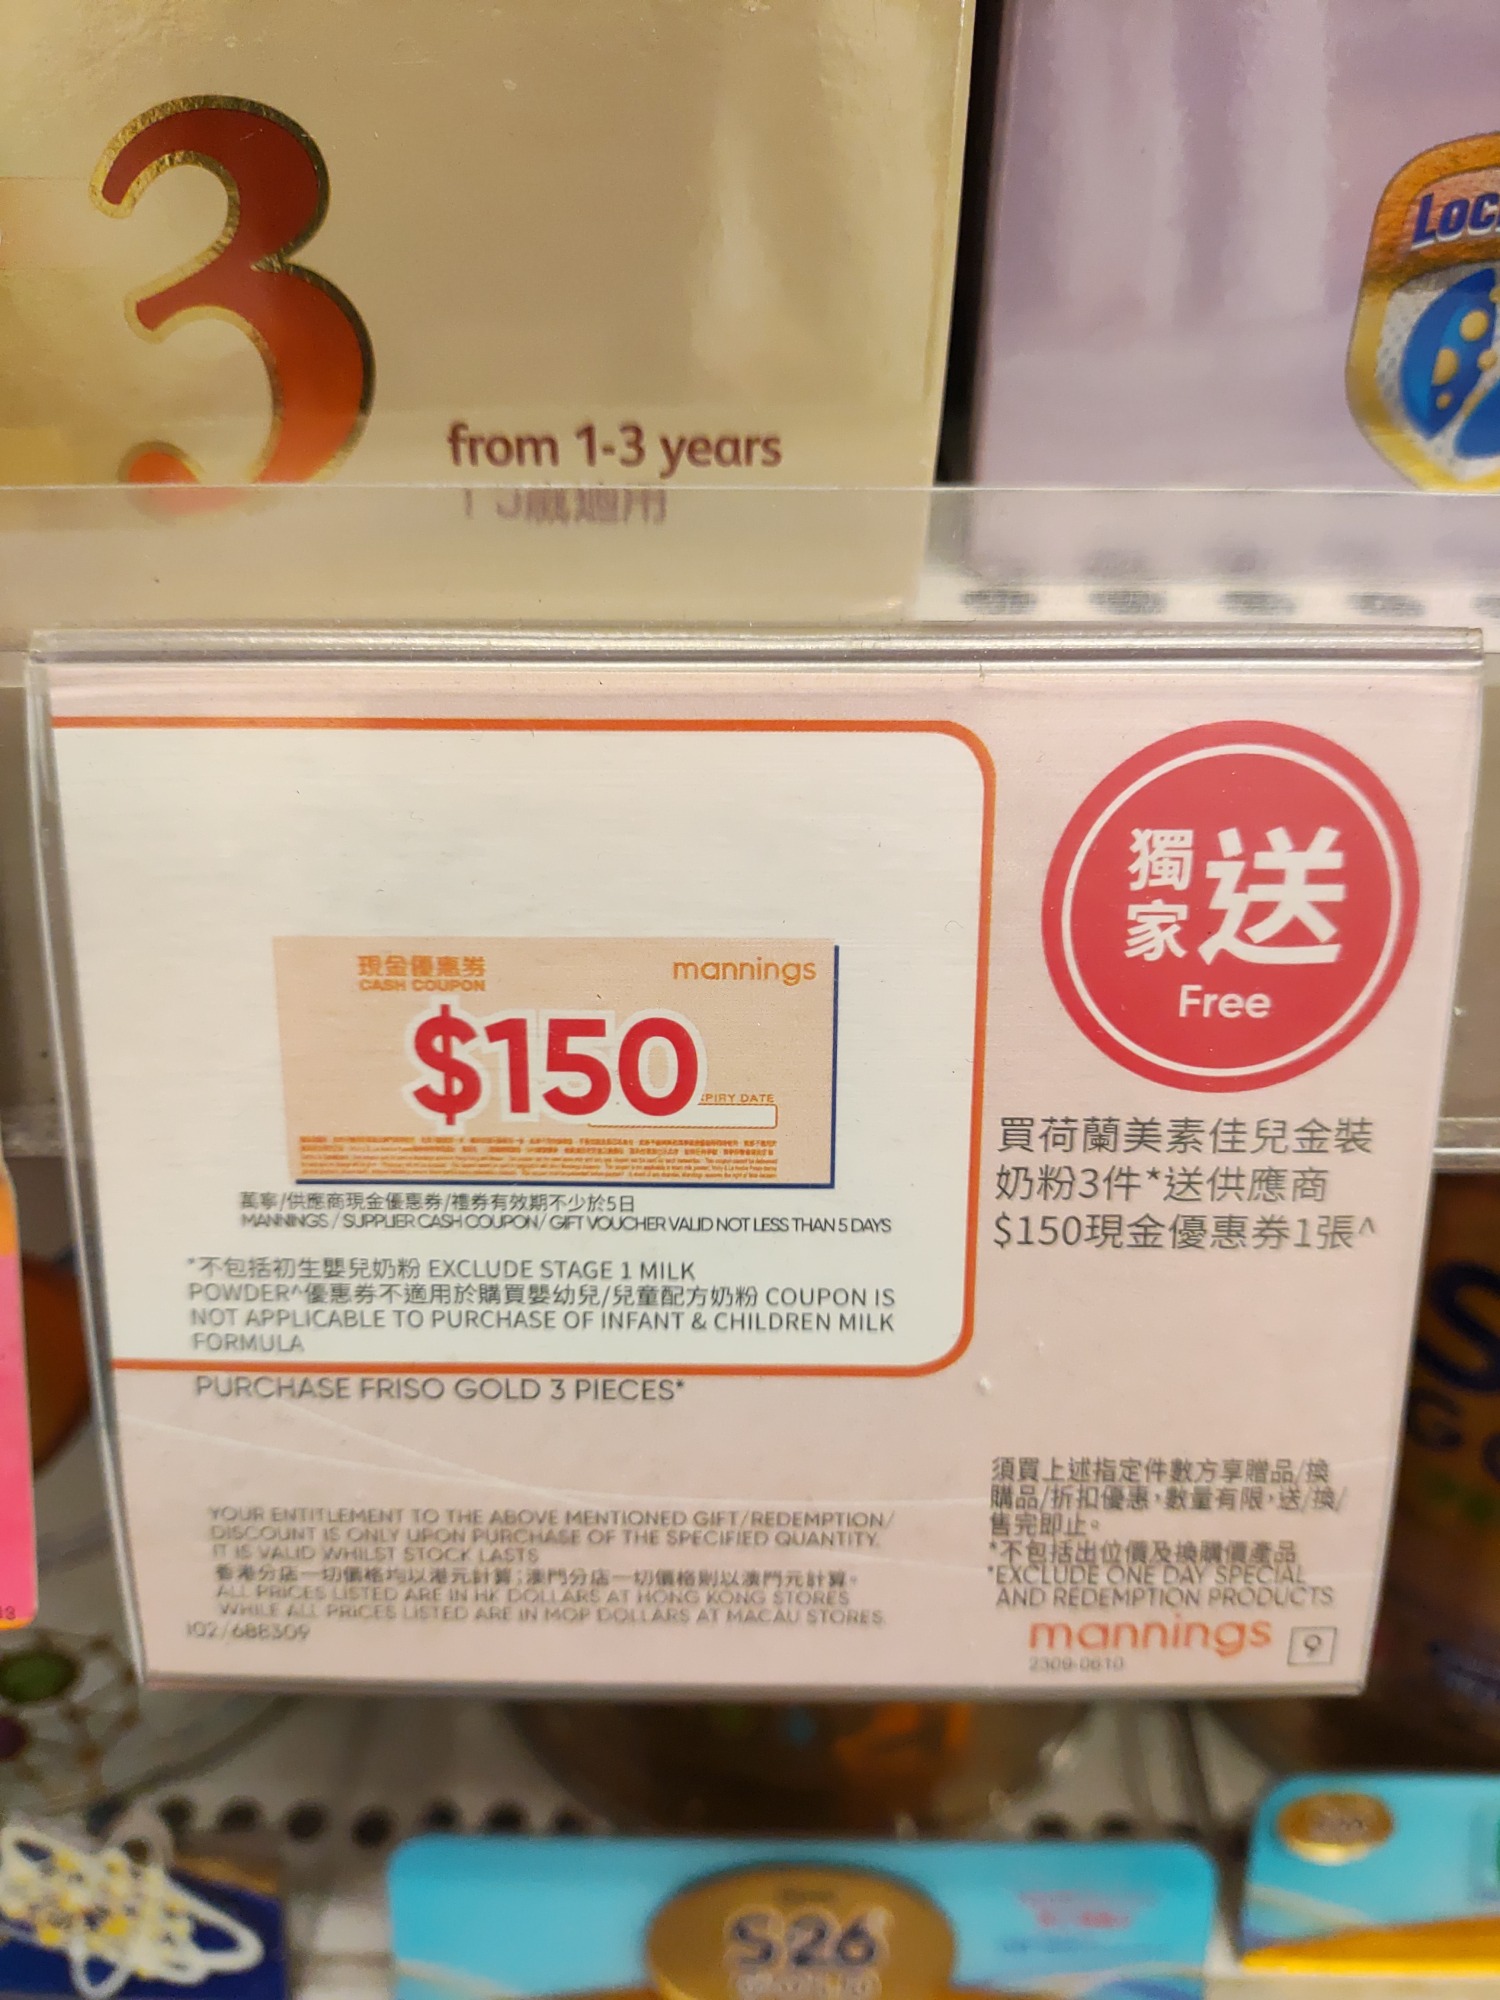 3
from 1-3 years
獨家送
Free
現金優惠券
CASH COUPON
mannings
$150
PIRY DATE
萬寧/供應商現金優惠券/禮券有效期不少於5日
MANNINGS / SUPPLIER CASH COUPON / GIFT VOUCHER VALID NOT LESS THAN 5 DAYS
*不包括初生嬰兒奶粉 EXCLUDE STAGE 1 MILK
POWDER^優惠券不適用於購買嬰幼兒/兒童配方奶粉 COUPON IS
NOT APPLICABLE TO PURCHASE OF INFANT & CHILDREN MILK
FORMULA
PURCHASE FRISO GOLD 3 PIECES*
買荷蘭美素佳兒金裝
奶粉3件*送供應商
$150現金優惠券1張^
YOUR ENTITLEMENT TO THE ABOVE MENTIONED GIFT/REDEMPTION/
DISCOUNT IS ONLY UPON PURCHASE OF THE SPECIFIED QUANTITY.
IT IS VALID WHILST STOCK LASTS
香港分店一切價格均以港元計算；澳門分店一切價格則以澳門元計算。
ALL PRICES LISTED ARE IN HK DOLLARS AT HONG KONG STORES
WHILE ALL PRICES LISTED ARE IN MOP DOLLARS AT MACAU STORES
102/688309
須買上述指定件數方享贈品/換
購品/折扣優惠，數量有限，送/換/
售完即止。
*不包括出位價及換購價產品
*EXCLUDE ONE DAY SPECIAL
AND REDEMPTION PRODUCTS
mannings 9
2309-0610
S26